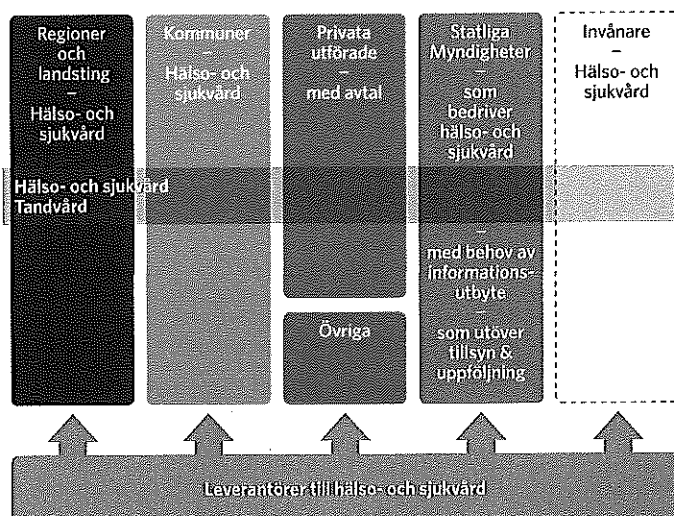 Regioner
och
landsting
–
Hälso- och
sjukvård
Kommuner
–
Hälso- och
sjukvård
Privata
utförade
–
med avtal
Övriga
Statliga
Myndigheter
–
som
bedriver
hälso- och
sjukvård
–
med behov av
informations-
utbyte
–
som utöver
tillsyn &
uppföljning
Invånare
–
Hälso- och
sjukvård
Hälso- och sjukvård
Tandvård
Leverantörer till hälso- och sjukvård